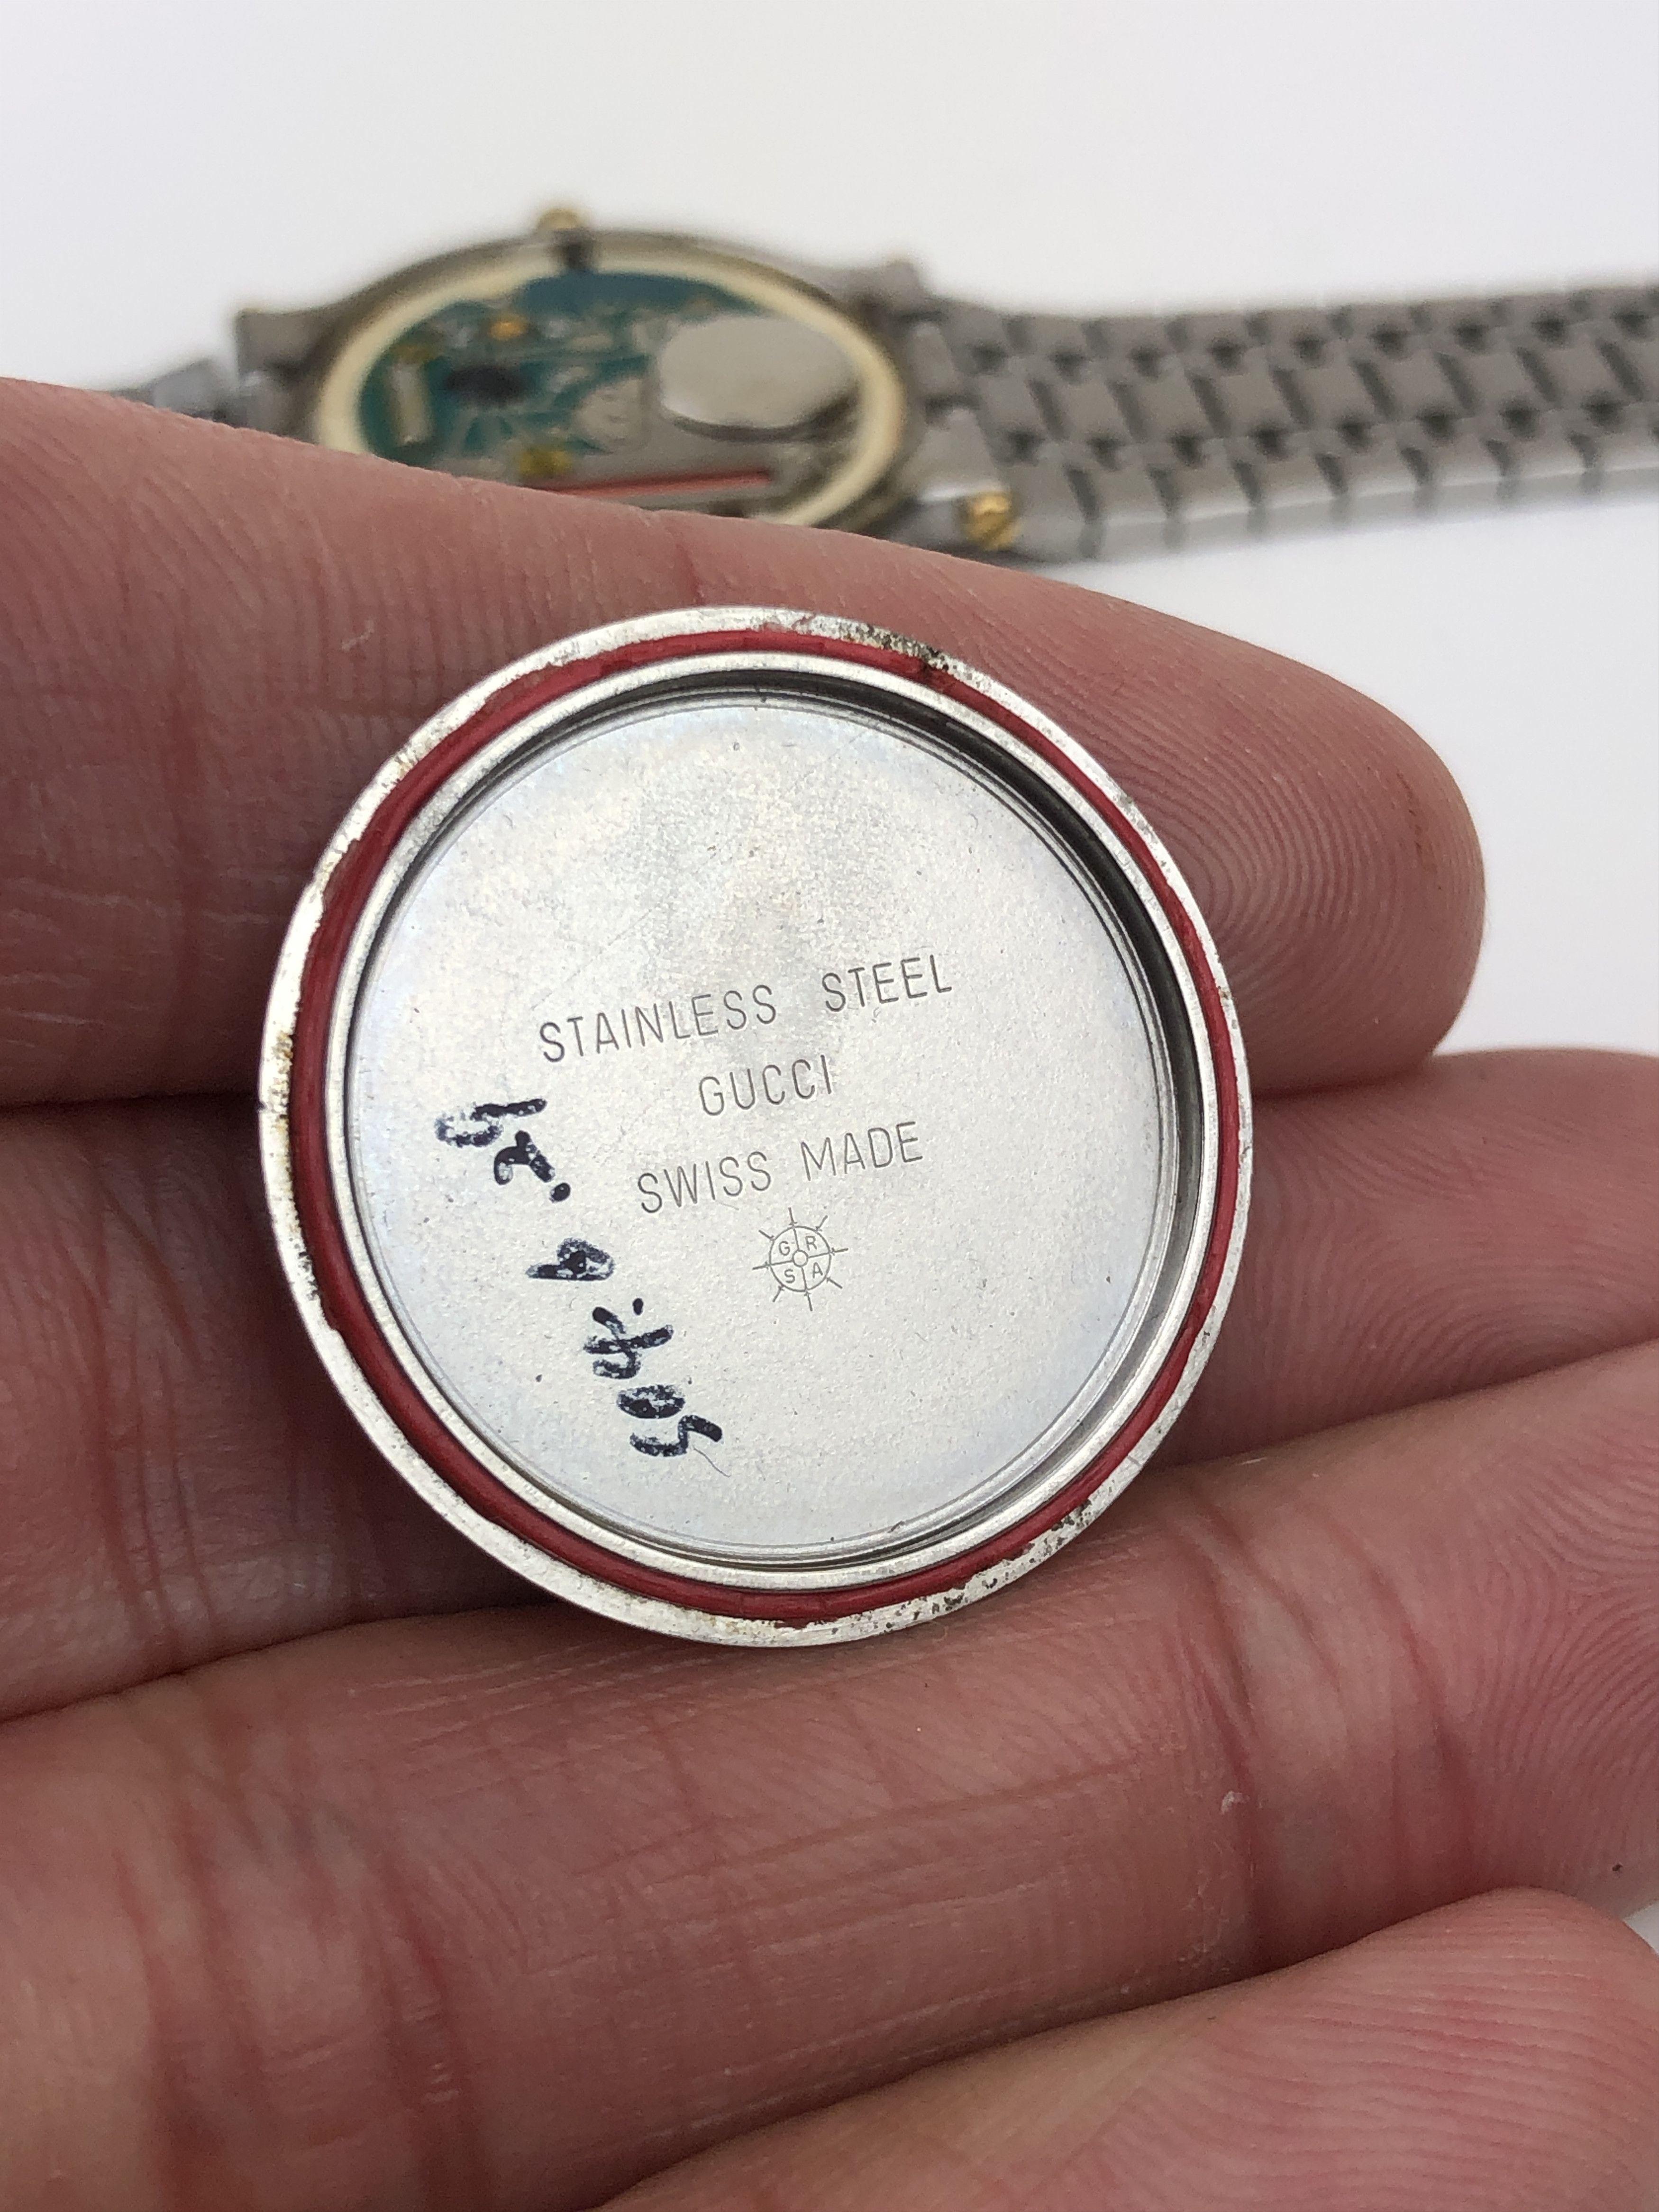 STAINLESS STEEL
GUCCI
SWISS MADE
G R
S A